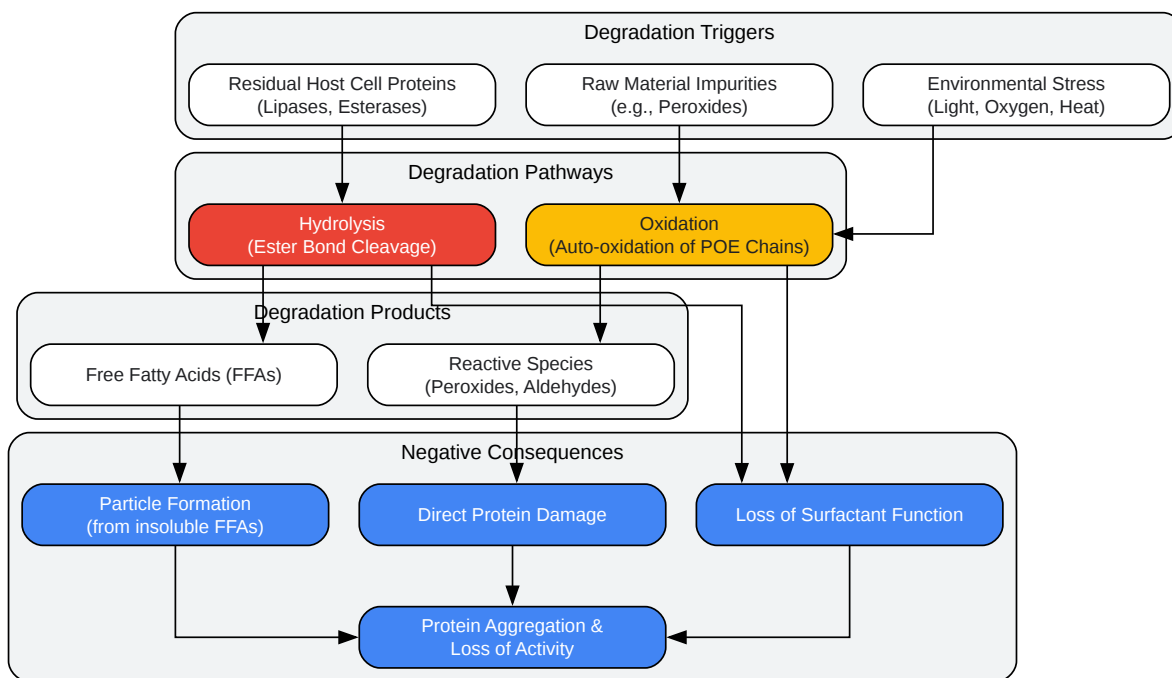 Degradation Triggers
Residual Host Cell Proteins
(Lipases, Esterases)
Raw Material Impurities
(e.g., Peroxides)
Environmental Stress
(Light, Oxygen, Heat)
Degradation Pathways
Hydrolysis
(Ester Bond Cleavage)
Oxidation
(Auto-oxidation of POE Chains)
Degradation Products
Free Fatty Acids (FFAs)
Reactive Species
(Peroxides, Aldehydes)
Negative Consequences
Particle Formation
(from insoluble FFAs)
Direct Protein Damage
Loss of Surfactant Function
Protein Aggregation &
Loss of Activity